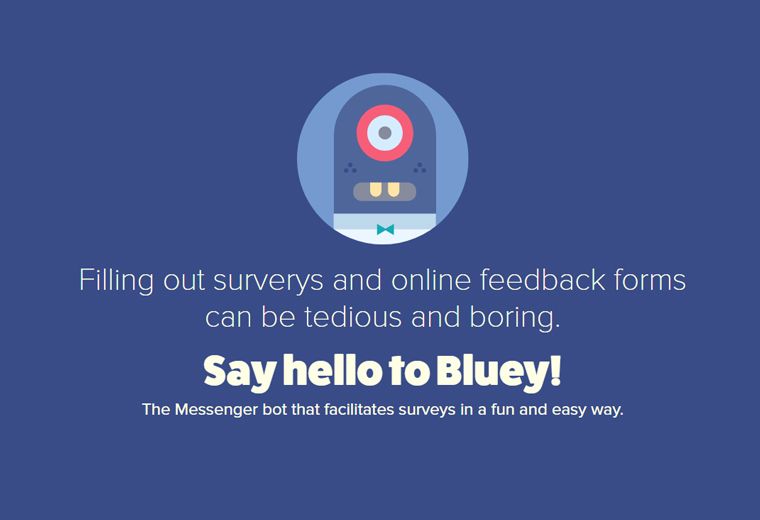 Filling out surverys and online feedback forms
can be tedious and boring.
Say hello to Bluey!
The Messenger bot that facilitates surveys in a fun and easy way.